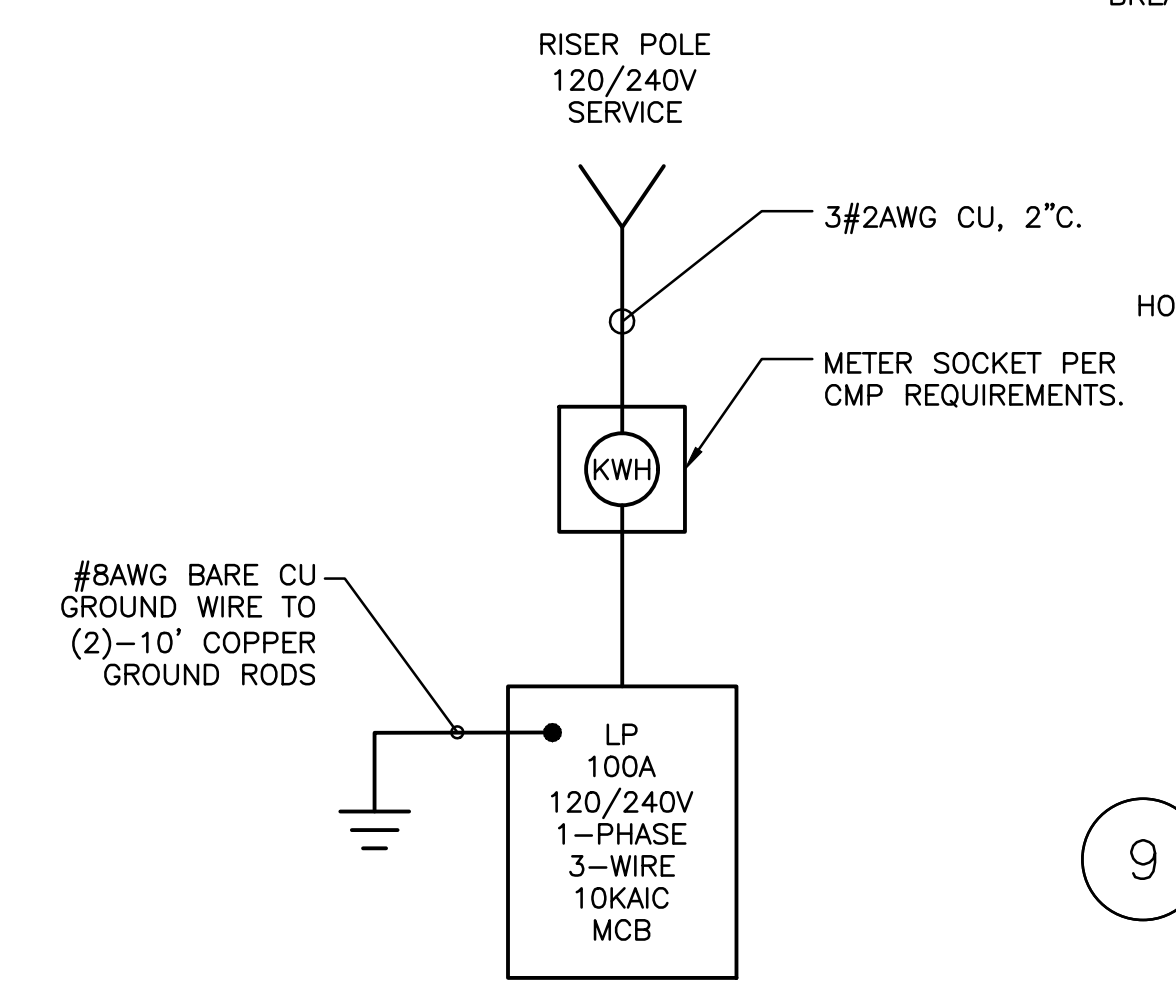 RISER POLE
120/240V
SERVICE
3#2AWG CU, 2"C.
METER SOCKET PER
CMP REQUIREMENTS.
KWH
#8AWG BARE CU
GROUND WIRE TO
(2)-10' COPPER
GROUND RODS
LP
100A
120/240V
1-PHASE
3-WIRE
10KAIC
MCB
HO
9